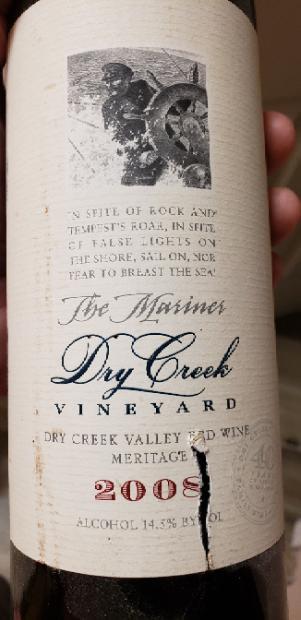 IN SPITE OF ROCK AND
TEMPEST'S ROAR, IN SPITE
OF FALSE LIGHTS ON
THE SHORE, SAIL ON, NOR
FEAR TO BREAST THE SEA!
The Mariner
Dry Creek
VINEYARD
DRY CREEK VALLEY RED WINE
MERITAGE
2008
ALCOHOL 14.5% BY VOL